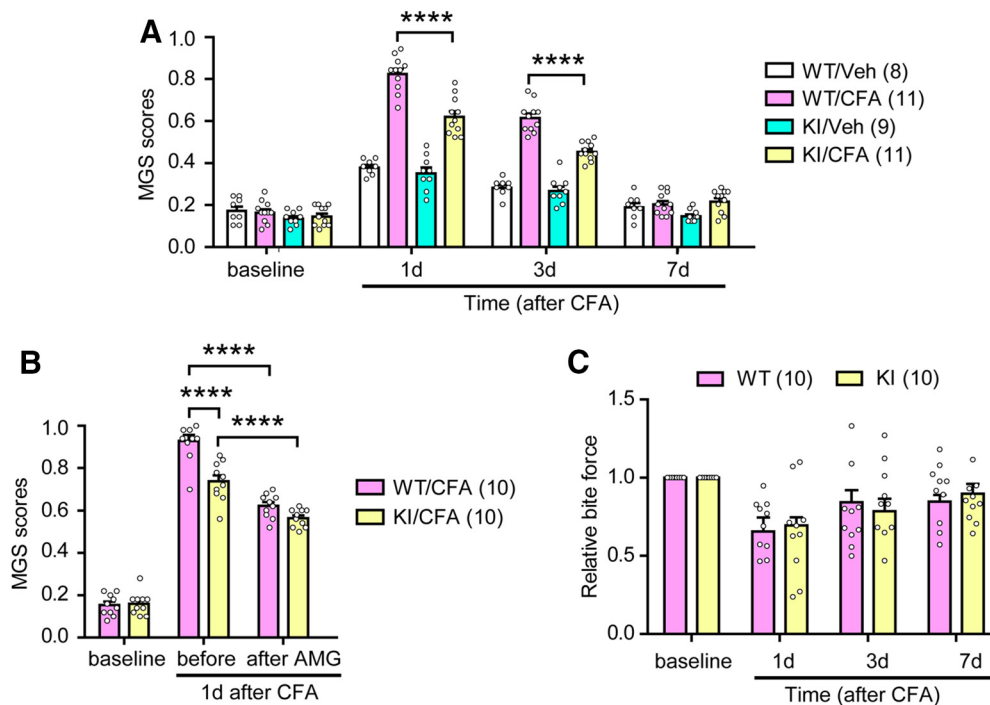 A
****
****
1.0
0.8
0.6
0.4
0.2
0.0
MGS scores
baseline
1d
3d
7d
Time (after CFA)
WT/Veh (8)
WT/CFA (11)
KI/Veh (9)
KI/CFA (11)
B
****
****
****
1.0
0.8
0.6
0.4
0.2
0.0
MGS scores
baseline
before
after AMG
1d after CFA
WT/CFA (10)
KI/CFA (10)
C
WT (10)
KI (10)
1.5
1.0
0.5
0.0
Relative bite force
baseline
1d
3d
7d
Time (after CFA)